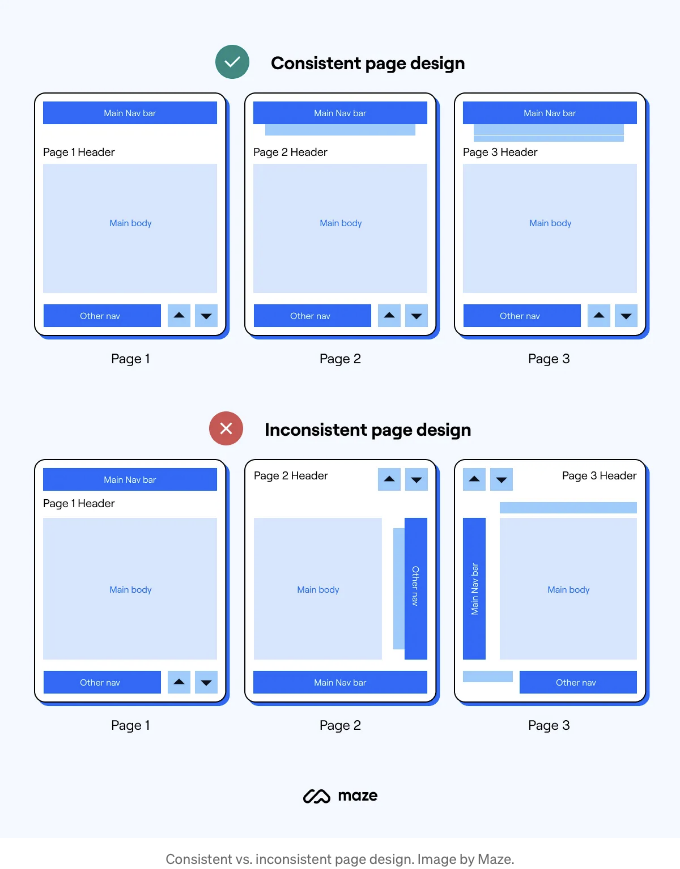 Consistent page design
Main Nav bar
Page 1 Header
Main body
Other nav
Page 1
Main Nav bar
Page 2 Header
Main body
Other nav
Page 2
Main Nav bar
Page 3 Header
Main body
Other nav
Page 3
Inconsistent page design
Main Nav bar
Page 1 Header
Main body
Other nav
Page 1
Page 2 Header
Main body
Other nav
Main Nav bar
Page 2
Page 3 Header
Main Nav bar
Main body
Other nav
Page 3
maze
Consistent vs. inconsistent page design. Image by Maze.